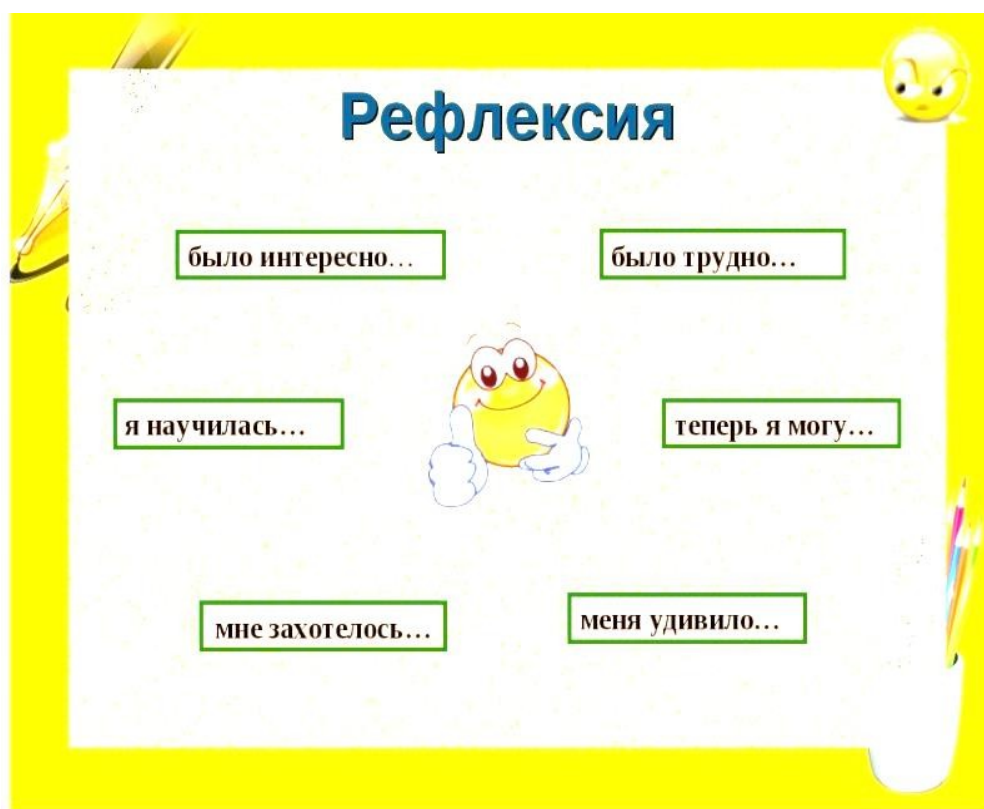 Рефлексия
было интересно…
было трудно…
я научилась…
теперь я могу…
мне захотелось…
меня удивило…